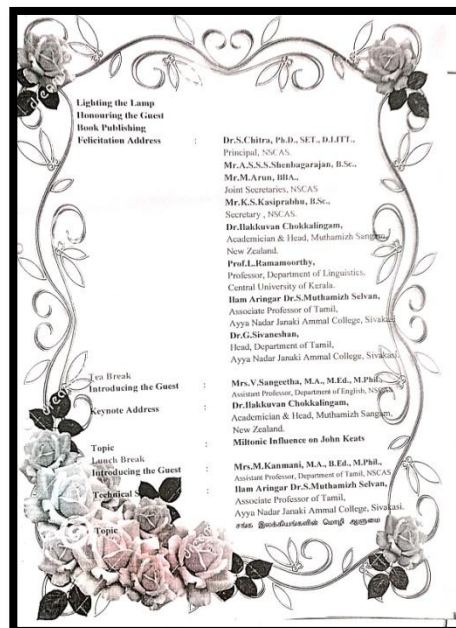 Lighting the Lamp
Honouring the Guest
Book Publishing
Felicitation Address : Dr.S.Chitra, Ph.D., SET., D.LITT.,
Principal, NSCAS.
Mr.A.S.S.S.Shenbagarajan, B.Sc.,
Mr.M.Arun, BBA.,
Joint Secretaries, NSCAS
Mr.K.S.Kasiprabhu, B.Sc.,
Secretary , NSCAS.
Dr.Ilakkuvan Chokkalingam,
Academician & Head, Muthamizh Sangam,
New Zealand.
Prof.L.Ramamoorthy,
Professor, Department of Linguistics,
Central University of Kerala.
Ilam Aringar Dr.S.Muthamizh Selvan,
Associate Professor of Tamil,
Ayya Nadar Janaki Ammal College, Sivakasi.
Dr.G.Sivaneshan,
Head, Department of Tamil,
Ayya Nadar Janaki Ammal College, Sivakasi.
Tea Break
Introducing the Guest : Mrs.V.Sangeetha, M.A., M.Ed., M.Phil.,
Assistant Professor, Department of English, NSCAS
Keynote Address : Dr.Ilakkuvan Chokkalingam,
Academician & Head, Muthamizh Sangam,
New Zealand.
Topic : Miltonic Influence on John Keats
Lunch Break
Introducing the Guest : Mrs.M.Kanmani, M.A., B.Ed., M.Phil.,
Assistant Professor, Department of Tamil, NSCAS
Technical S : Ilam Aringar Dr.S.Muthamizh Selvan,
Associate Professor of Tamil,
Ayya Nadar Janaki Ammal College, Sivakasi.
Topic : சங்க இலக்கியங்களின் மொழி ஆளுமை